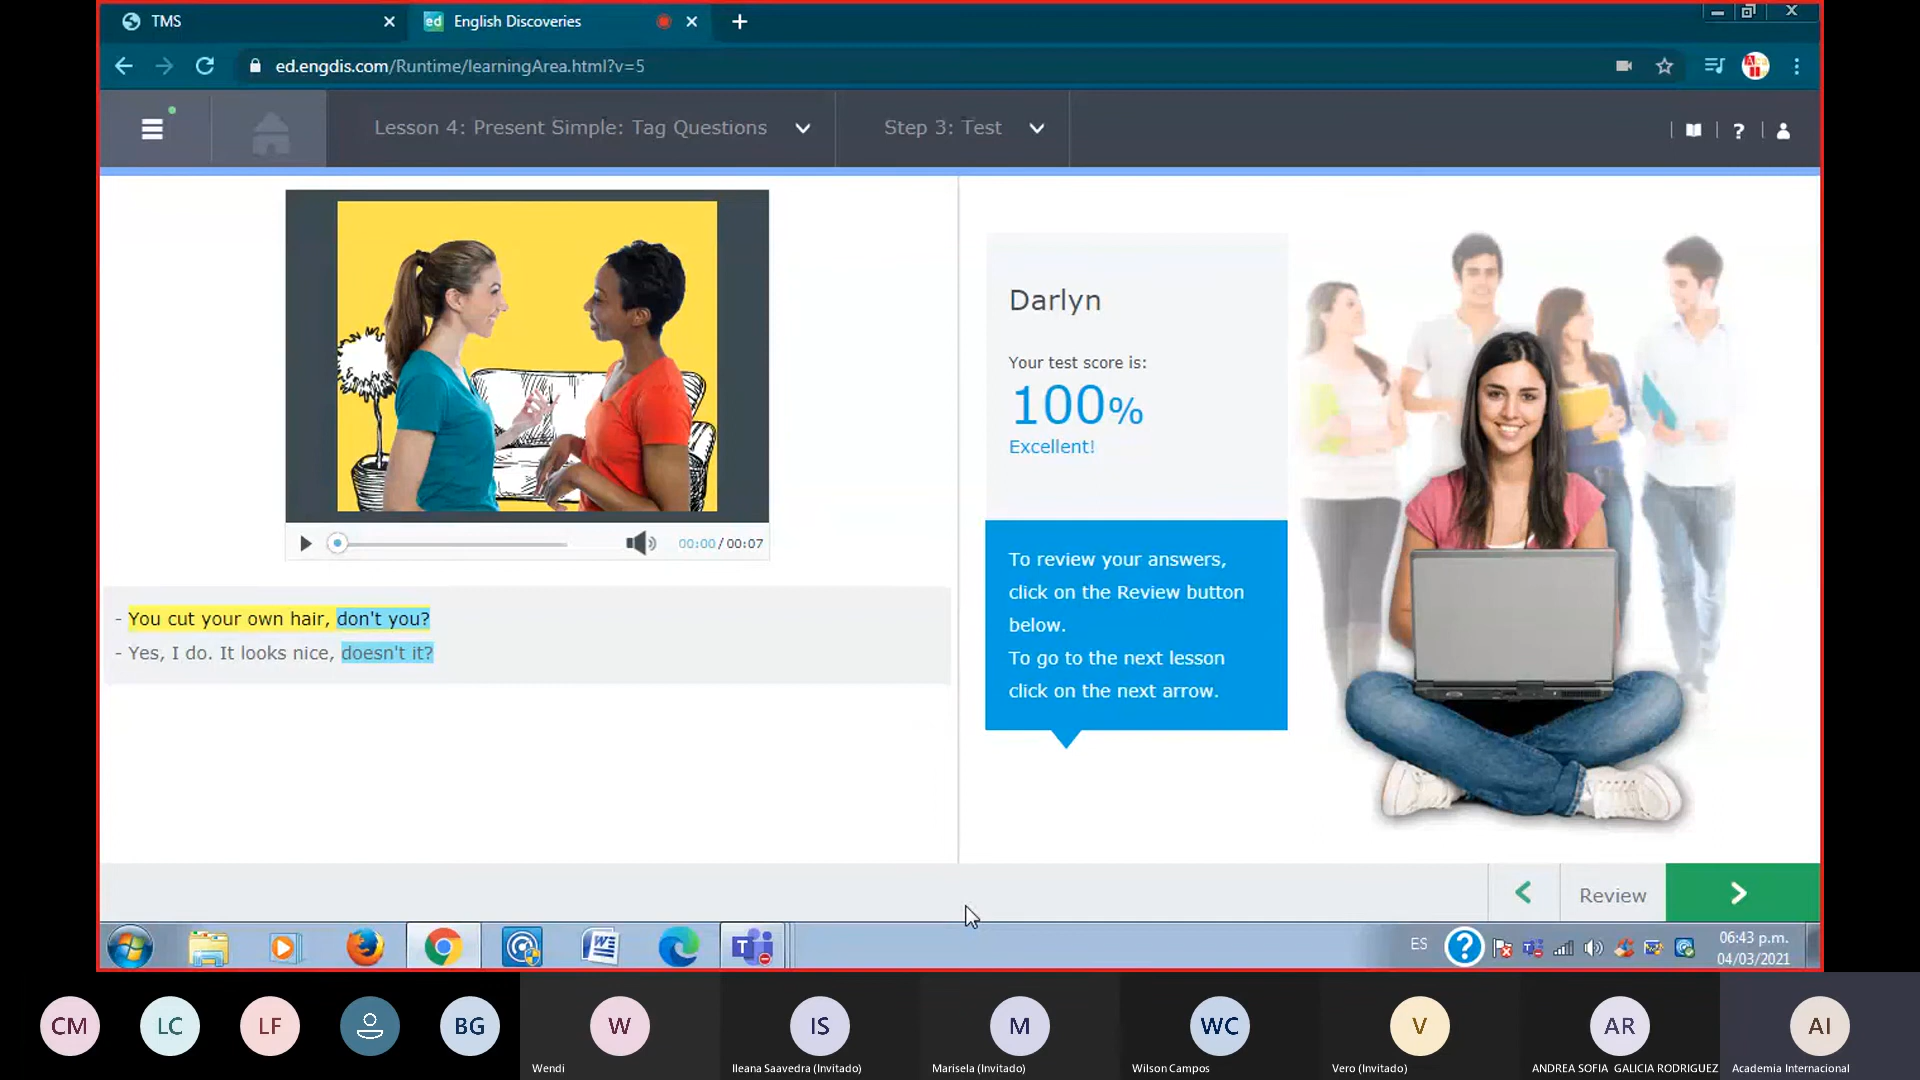 TMS
ed English Discoveries
ed.engdis.com/Runtime/learningArea.html?v=5
Lesson 4: Present Simple: Tag Questions
Step 3: Test
?
00:00 / 00:07
- You cut your own hair, don't you?
- Yes, I do. It looks nice, doesn't it?
Darlyn
Your test score is:
100%
Excellent!
To review your answers,
click on the Review button
below.
To go to the next lesson
click on the next arrow.
Review
ES
?
06:43 p.m.
04/03/2021
CM
LC
LF
BG
W
Wendi
IS
Ileana Saavedra (Invitado)
M
Marisela (Invitado)
WC
Wilson Campos
V
Vero (Invitado)
AR
ANDREA SOFIA GALICIA RODRIGUEZ
AI
Academia Internacional